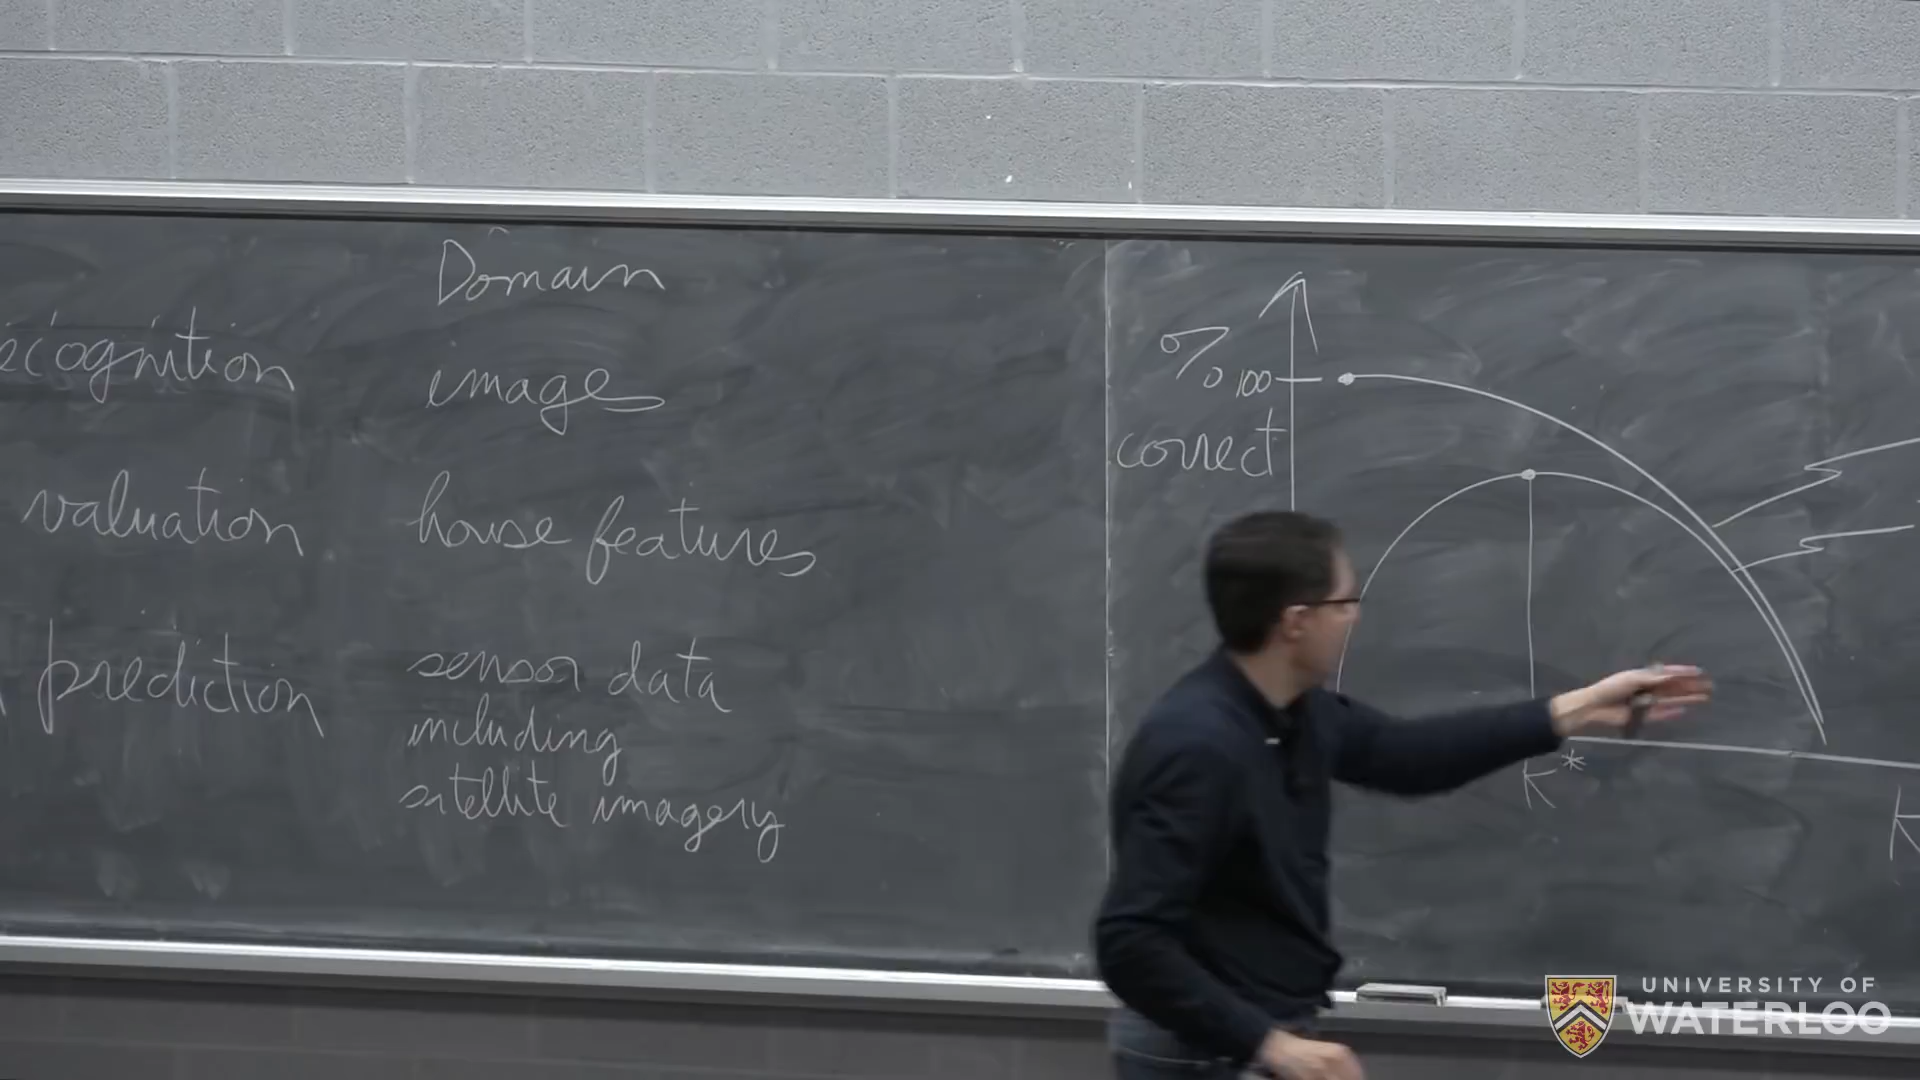 Domain
ecognition
image
valuation
house features
prediction
sensor data
including
satellite imagery
%
100
correct
K*
K
UNIVERSITY OF
WATERLOO